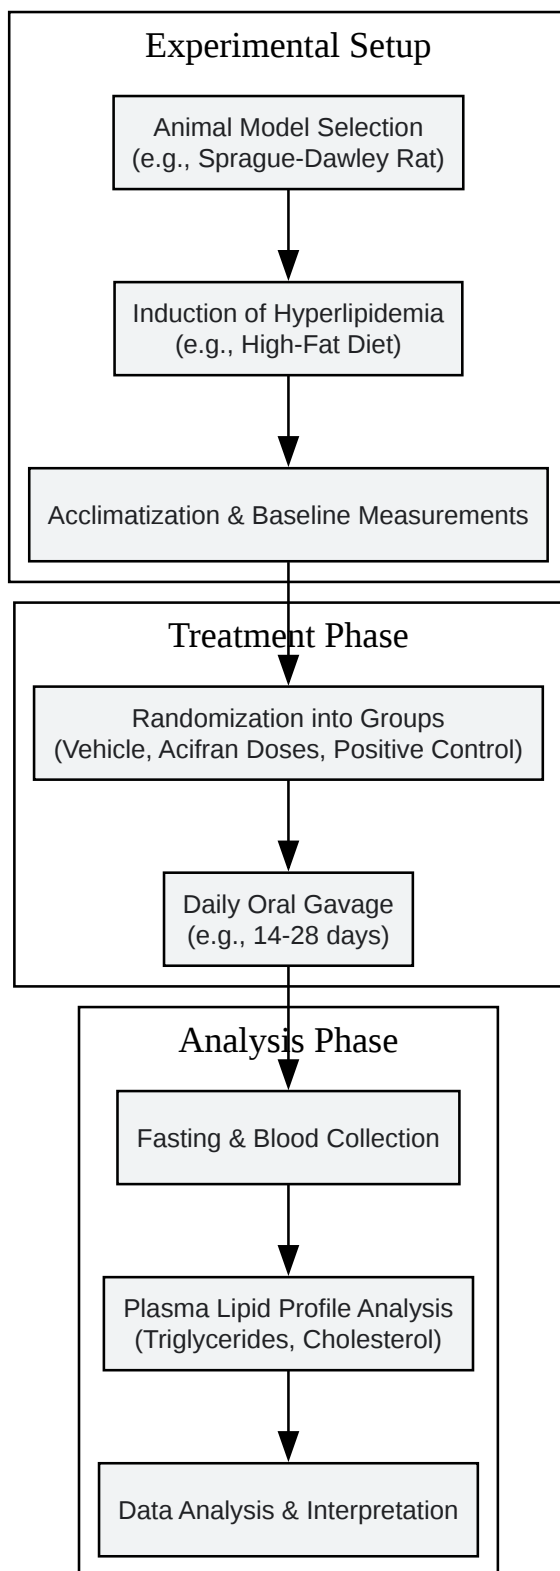 Experimental Setup
Animal Model Selection
(e.g., Sprague-Dawley Rat)
Induction of Hyperlipidemia
(e.g., High-Fat Diet)
Acclimatization & Baseline Measurements
Treatment Phase
Randomization into Groups
(Vehicle, Acifran Doses, Positive Control)
Daily Oral Gavage
(e.g., 14-28 days)
Analysis Phase
Fasting & Blood Collection
Plasma Lipid Profile Analysis
(Triglycerides, Cholesterol)
Data Analysis & Interpretation